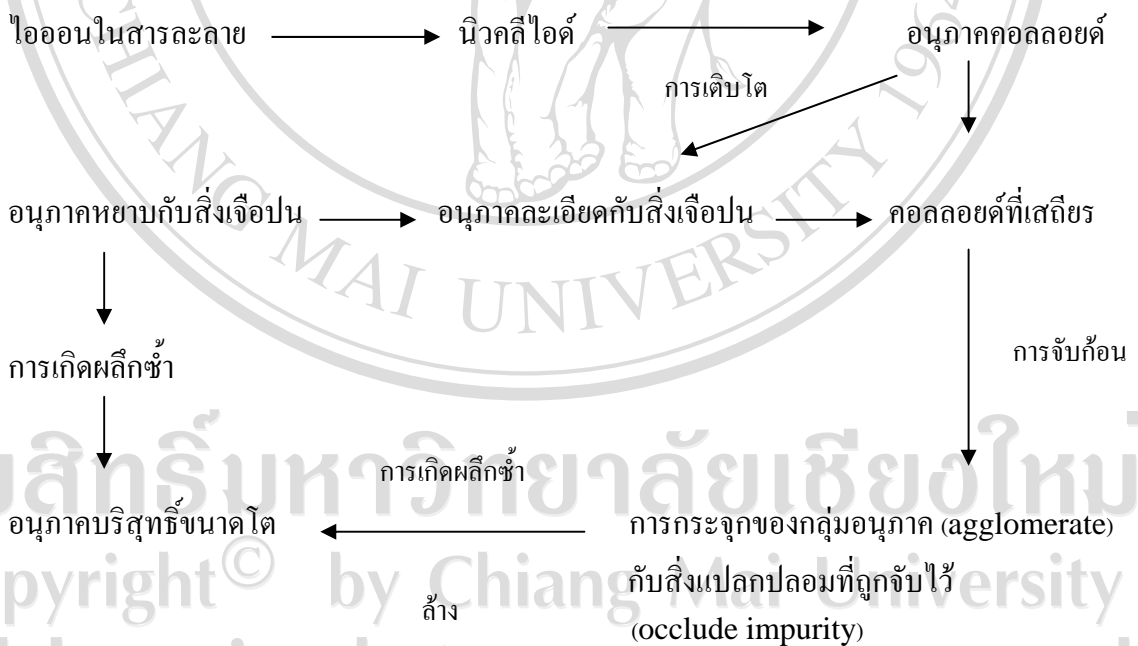 ไอออนในสารละลาย นิวคลีไอด์ อนุภาคคอลลอยด์
การเติบโต
อนุภาคหยาบกับสิ่งเจือปน อนุภาคละเอียดกับสิ่งเจือปน คอลลอยด์ที่เสถียร
การจับก้อน
การเกิดผลึกซ้ำ
การเกิดผลึกซ้ำ
อนุภาคบริสุทธิ์ขนาดโต การกระจุกของกลุ่มอนุภาค (agglomerate)
กับสิ่งแปลกปลอมที่ถูกจับไว้
ล้าง
(occlude impurity)
CHIANG MAI UNIVERSITY 1964
สิทธิ์มหาวิทยาลัยเชียงใหม่
pyright© by Chiang Mai University